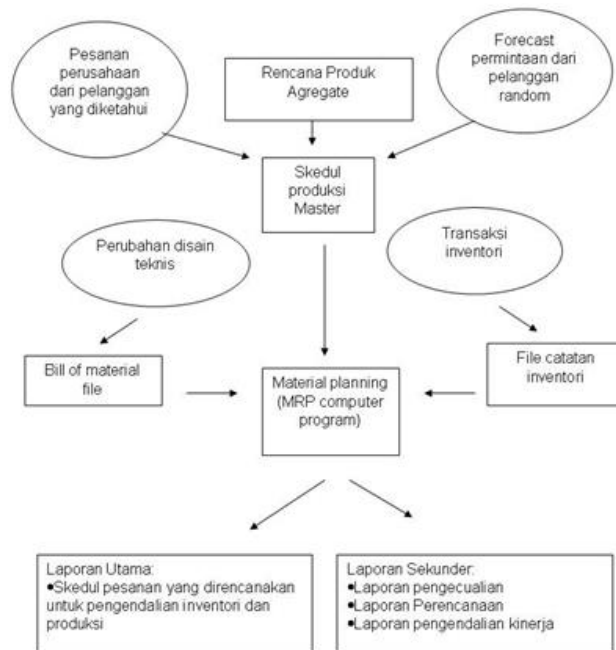 Pesanan
perusahaan
dari pelanggan
yang diketahui
Rencana Produk
Agregate
Forecast
permintaan dari
pelanggan
random
Skedul
produksi
Master
Perubahan disain
teknis
Transaksi
inventori
Bill of material
file
Material planning
(MRP computer
program)
File catatan
inventori
Laporan Utama:
•Skedul pesanan yang direncanakan
untuk pengendalian inventori dan
produksi
Laporan Sekunder:
•Laporan pengecualian
•Laporan Perencanaan
•Laporan pengendalian kinerja